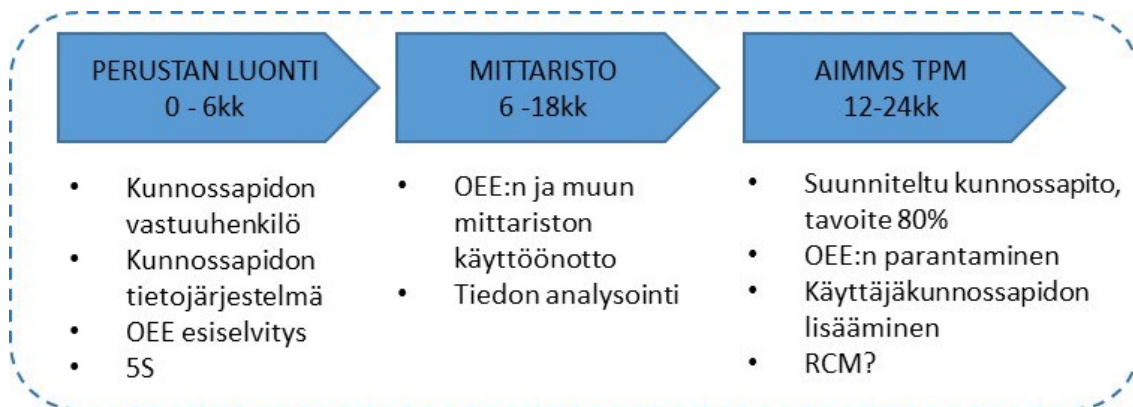 PERUSTAN LUONTI
0 - 6kk
• Kunnossapidon
vastuuhenkilö
• Kunnossapidon
tietojärjestelmä
• OEE esiselvitys
• 5S
MITTARISTO
6 -18kk
• OEE:n ja muun
mittariston
käyttöönotto
• Tiedon analysointi
AIMMS TPM
12-24kk
• Suunniteltu kunnossapito,
tavoite 80%
• OEE:n parantaminen
• Käyttäjäkunnossapidon
lisääminen
• RCM?